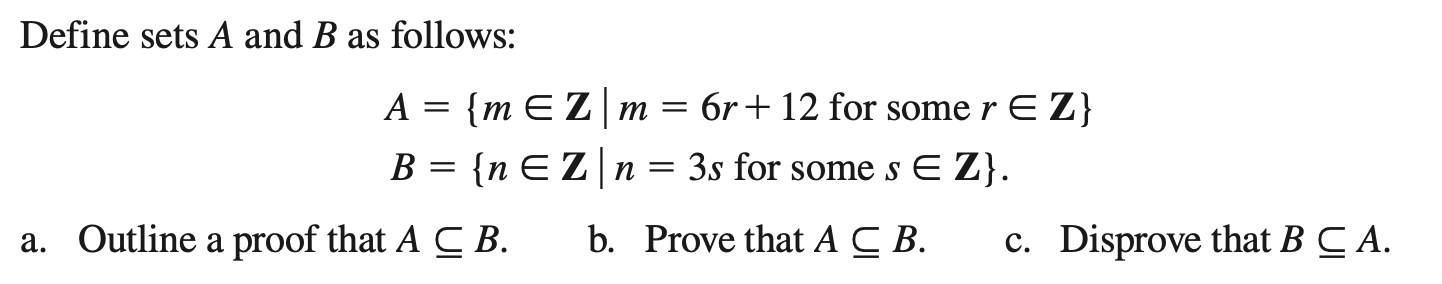 Define sets A and B as follows:
A = {m ∈ Z | m = 6r + 12 for some r ∈ Z}
B = {n ∈ Z | n = 3s for some s ∈ Z}.
a. Outline a proof that A ⊆ B. b. Prove that A ⊆ B. c. Disprove that B ⊆ A.